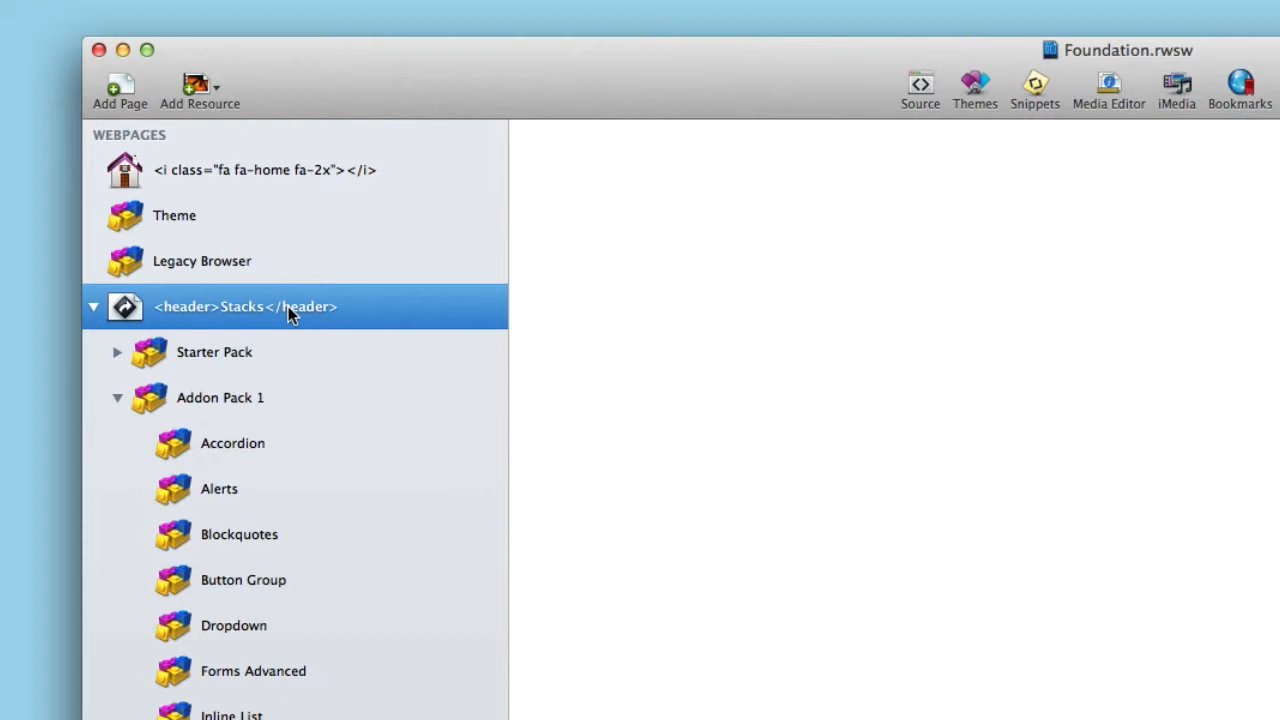 Foundation.rwsw
Add Page
Add Resource
Source
Themes
Snippets
Media Editor
iMedia
Bookmarks
WEBPAGES
<i class="fa fa-home fa-2x"></i>
Theme
Legacy Browser
<header>Stacks</header>
Starter Pack
Addon Pack 1
Accordion
Alerts
Blockquotes
Button Group
Dropdown
Forms Advanced
Inline List